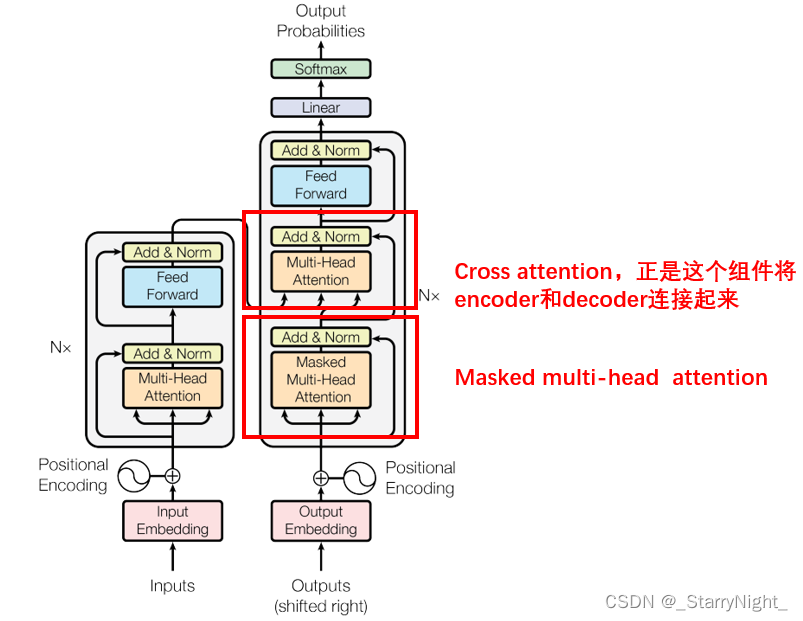 Output
Probabilities
Softmax
Linear
Add & Norm
Feed
Forward
Add & Norm
Multi-Head
Attention
Cross attention，正是这个组件将
encoder和decoder连接起来
N×
Add & Norm
Masked
Multi-Head
Attention
Masked multi-head  attention
Add & Norm
Feed
Forward
N×
Add & Norm
Multi-Head
Attention
Positional
Encoding
Positional
Encoding
Input
Embedding
Output
Embedding
Inputs
Outputs
(shifted right)
CSDN @_StarryNight_